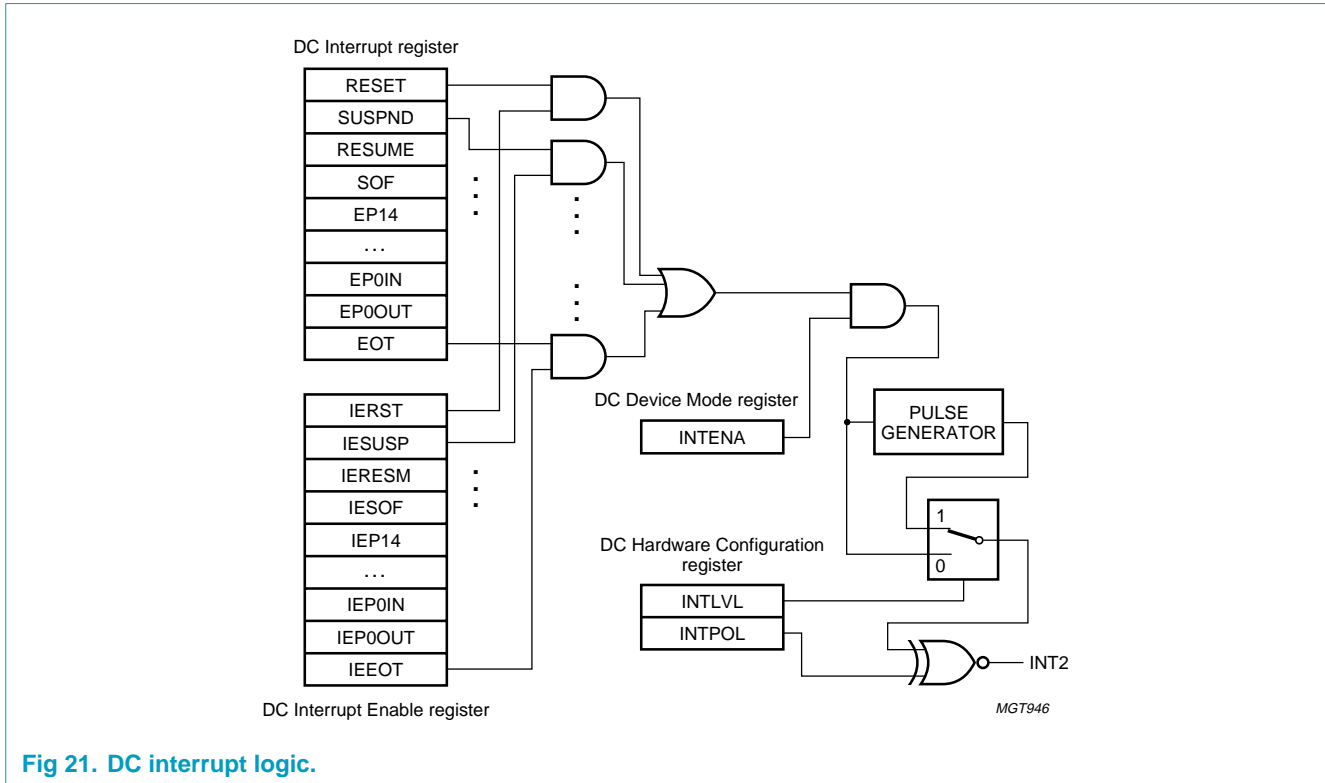 DC Interrupt register
RESET
SUSPND
RESUME
SOF
EP14
...
EP0IN
EP0OUT
EOT
IERST
IESUSP
IERESM
IESOF
IEP14
...
IEP0IN
IEP0OUT
IEEOT
DC Interrupt Enable register
DC Device Mode register
INTENA
PULSE
GENERATOR
1
0
DC Hardware Configuration
register
INTLVL
INTPOL
INT2
MGT946
Fig 21. DC interrupt logic.